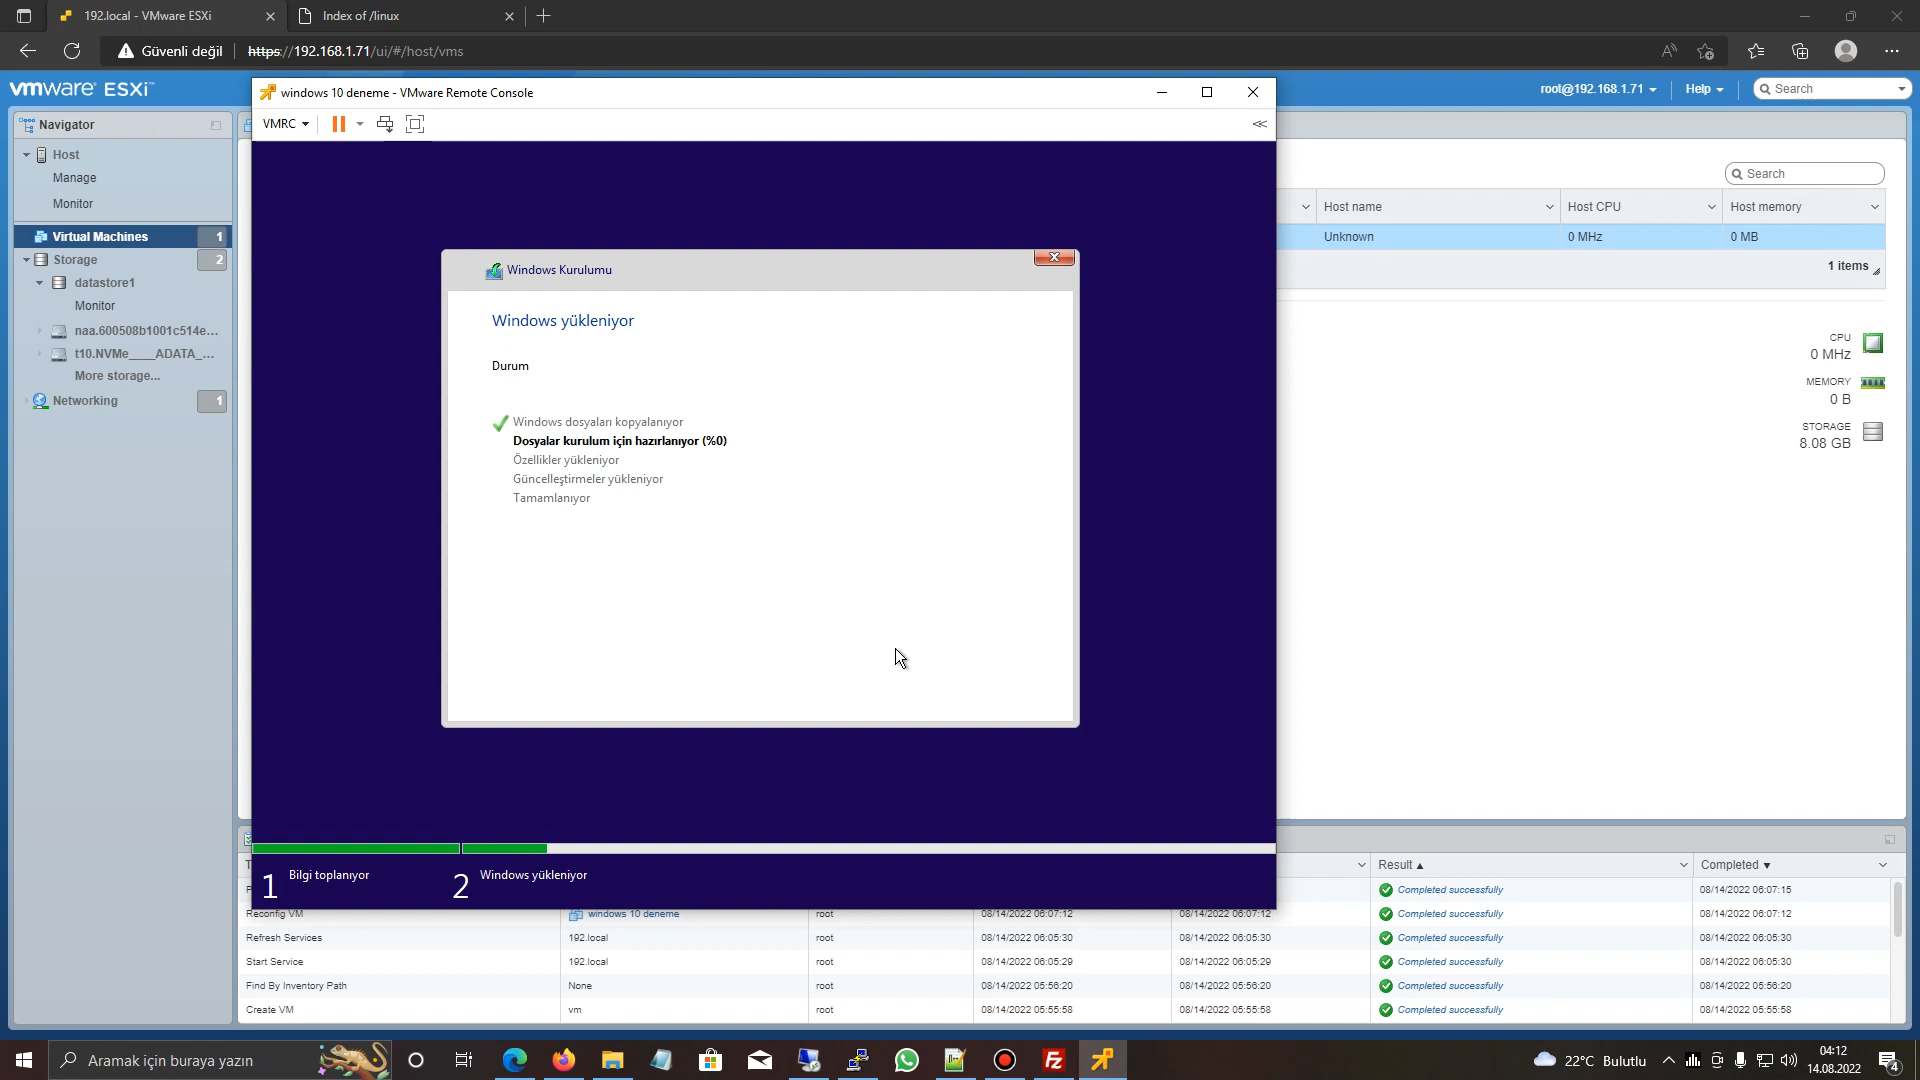 192.local - VMware ESXi
Index of /linux
Güvenli değil
https://192.168.1.71/ui/#/host/vms
vmware ESXi™
root@192.168.1.71
Help
Search
Navigator
Host
Manage
Monitor
Virtual Machines 1
Storage 2
datastore1
Monitor
naa.600508b1001c514e...
t10.NVMe____ADATA_...
More storage...
Networking 1
windows 10 deneme - VMware Remote Console
VMRC
Windows Kurulumu
Windows yükleniyor
Durum
Windows dosyaları kopyalanıyor
Dosyalar kurulum için hazırlanıyor (%0)
Özellikler yükleniyor
Güncelleştirmeler yükleniyor
Tamamlanıyor
1 Bilgi toplanıyor
2 Windows yükleniyor
Search
Host name Host CPU Host memory
Unknown 0 MHz 0 MB
1 items
CPU
0 MHz
MEMORY
0 B
STORAGE
8.08 GB
Result Completed
Completed successfully 08/14/2022 06:07:15
Reconfig VM windows 10 deneme root 08/14/2022 06:07:12 08/14/2022 06:07:12 Completed successfully 08/14/2022 06:07:12
Refresh Services 192.local root 08/14/2022 06:05:30 08/14/2022 06:05:30 Completed successfully 08/14/2022 06:05:30
Start Service 192.local root 08/14/2022 06:05:29 08/14/2022 06:05:29 Completed successfully 08/14/2022 06:05:30
Find By Inventory Path None root 08/14/2022 05:56:20 08/14/2022 05:56:20 Completed successfully 08/14/2022 05:56:20
Create VM vm root 08/14/2022 05:55:58 08/14/2022 05:55:58 Completed successfully 08/14/2022 05:55:58
Aramak için buraya yazın
22°C Bulutlu
04:12
14.08.2022
4